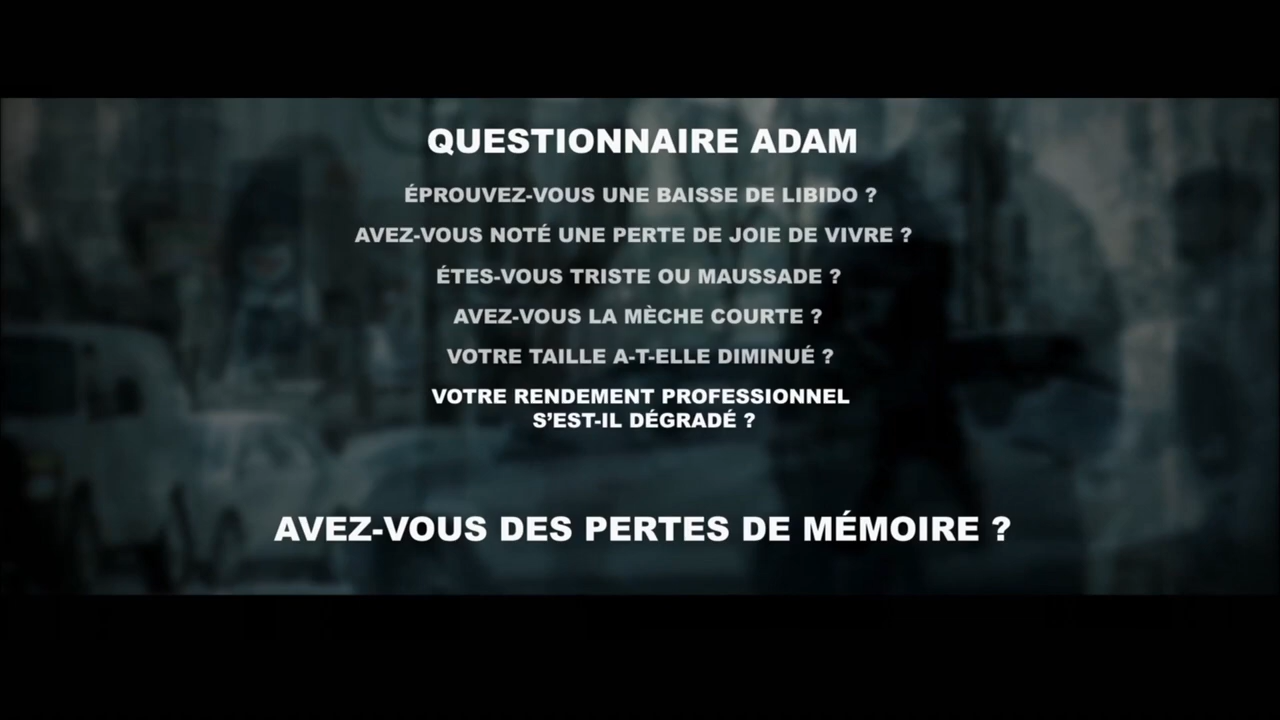 QUESTIONNAIRE ADAM
ÉPROUVEZ-VOUS UNE BAISSE DE LIBIDO ?
AVEZ-VOUS NOTÉ UNE PERTE DE JOIE DE VIVRE ?
ÉTES-VOUS TRISTE OU MAUSSADE ?
AVEZ-VOUS LA MÈCHE COURTE ?
VOTRE TAILLE A-T-ELLE DIMINUÉ ?
VOTRE RENDEMENT PROFESSIONNEL
S’EST-IL DÉGRADÉ ?
AVEZ-VOUS DES PERTES DE MÉMOIRE ?